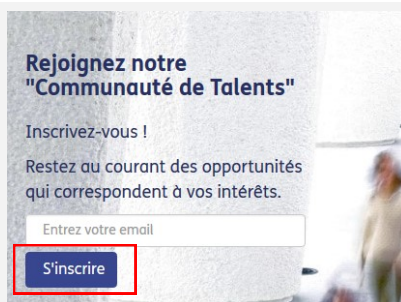 Rejoignez notre
"Communauté de Talents"
Inscrivez-vous !
Restez au courant des opportunités
qui correspondent à vos intérêts.
Entrez votre email
S'inscrire